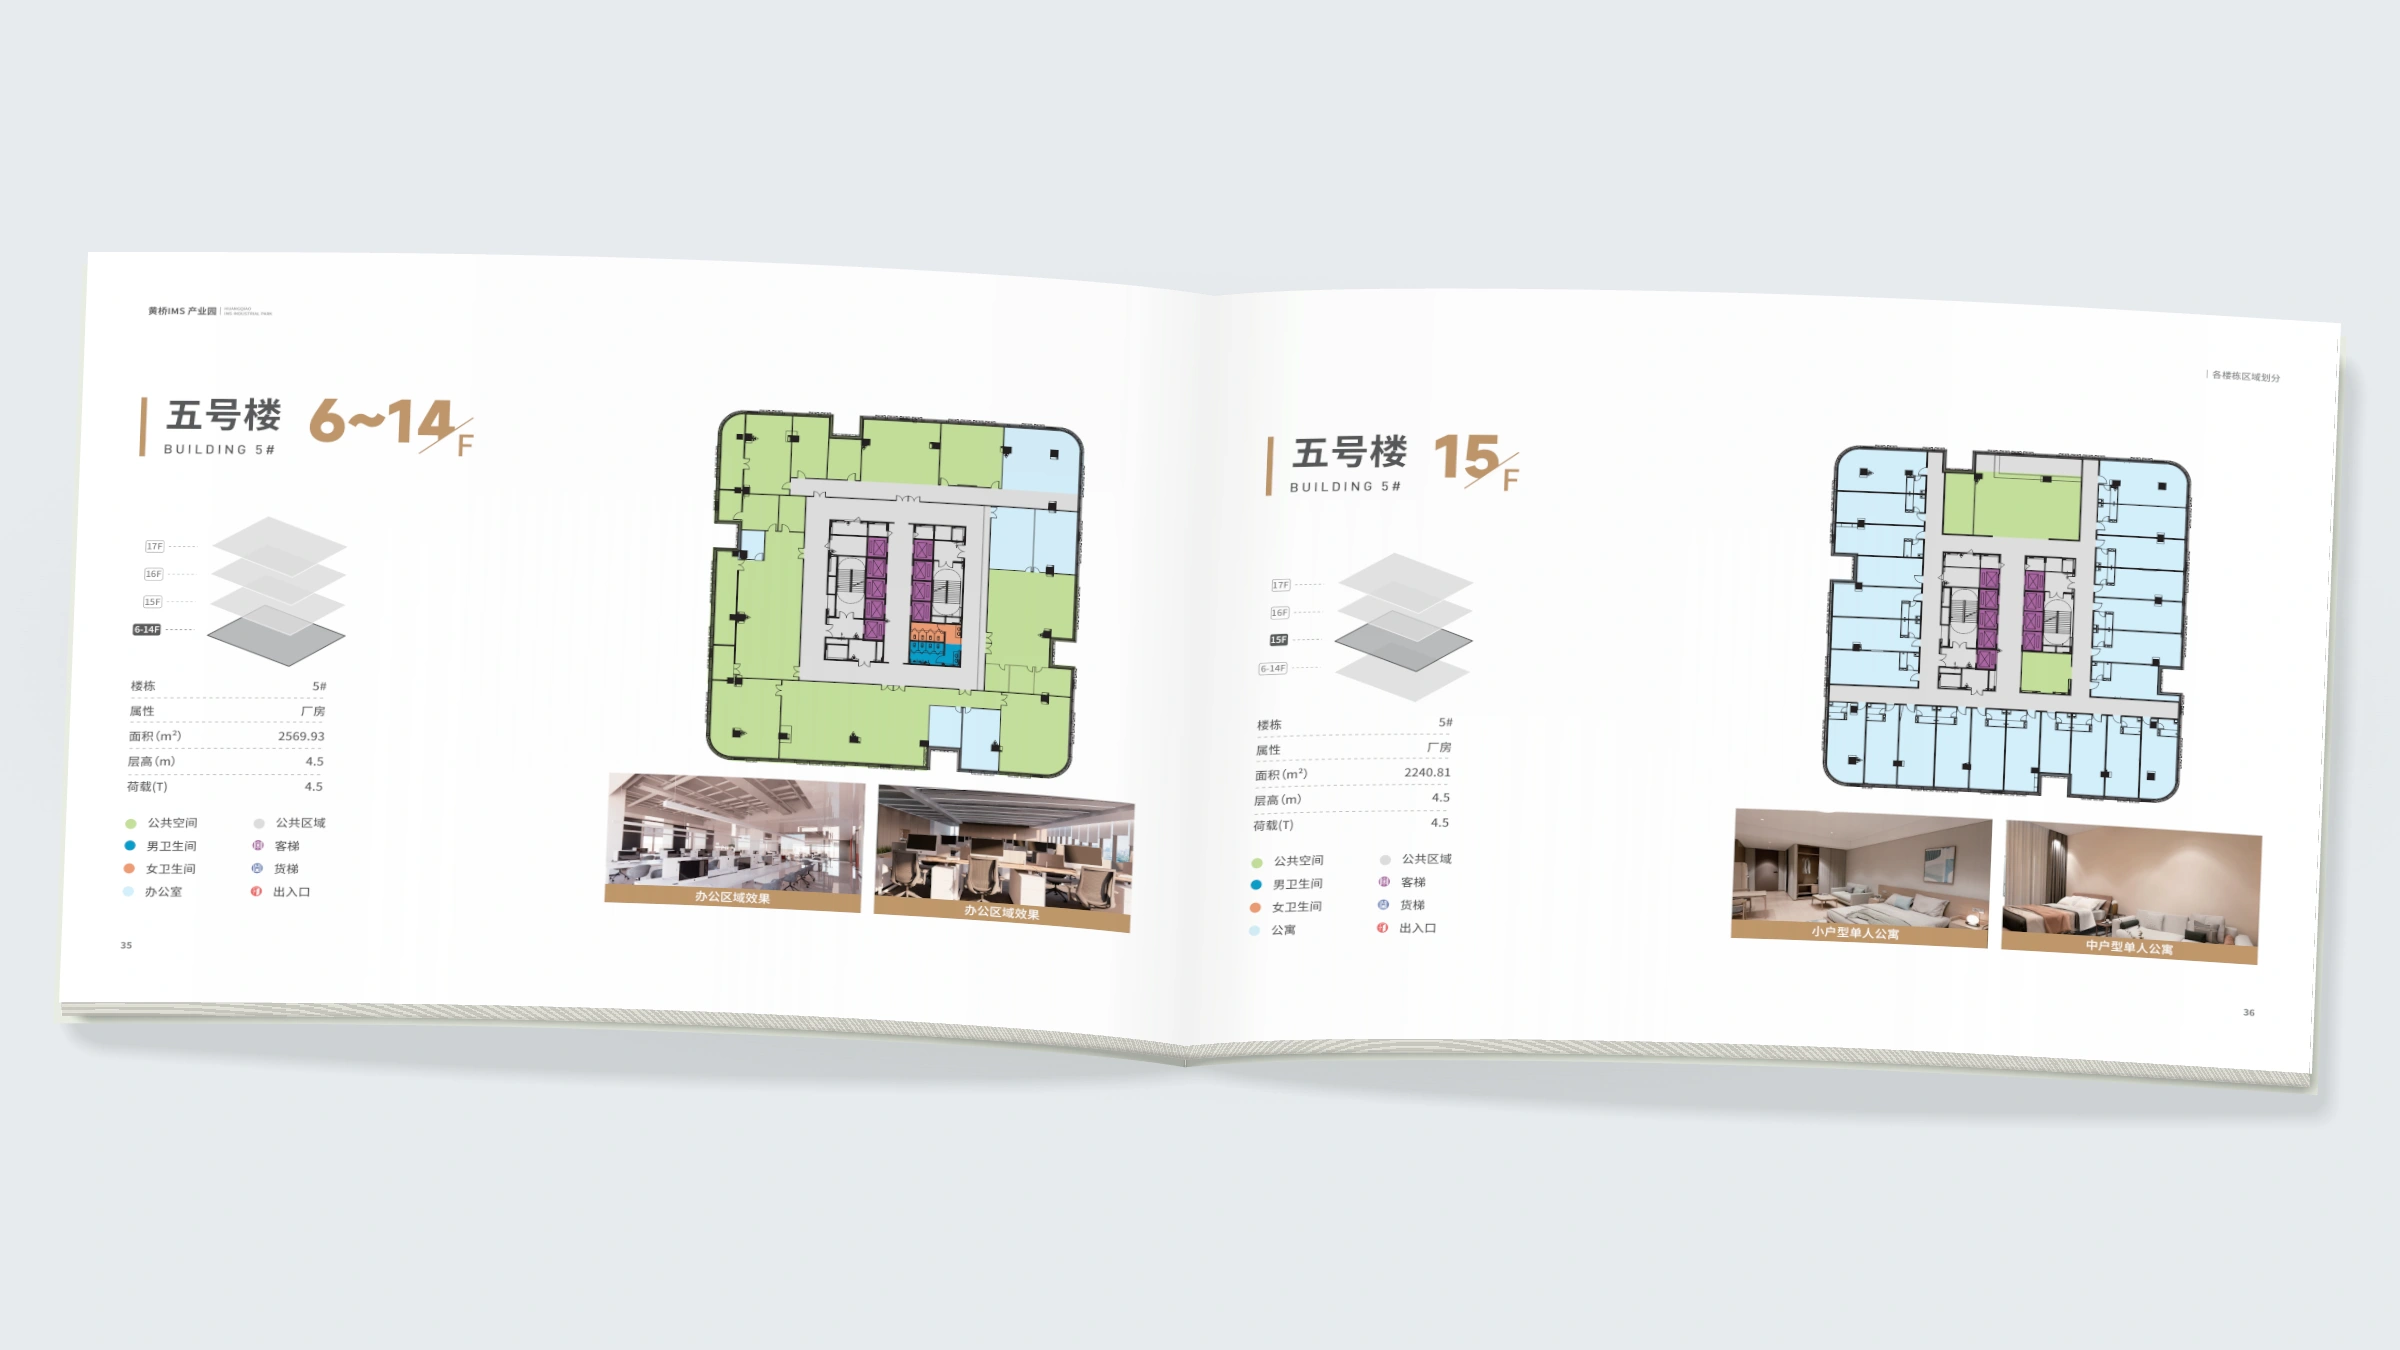 黄桥IMS 产业园
五号楼 6~14F
BUILDING 5#
17F
16F
15F
6-14F
楼栋 5#
属性 厂房
面积(m²) 2569.93
层高(m) 4.5
荷载(T) 4.5
公共空间 公共区域
男卫生间 客梯
女卫生间 货梯
办公室 出入口
办公区域效果
办公区域效果
35
各楼栋区域划分
五号楼 15F
BUILDING 5#
17F
16F
15F
6-14F
楼栋 5#
属性 厂房
面积(m²) 2240.81
层高(m) 4.5
荷载(T) 4.5
公共空间 公共区域
男卫生间 客梯
女卫生间 货梯
公寓 出入口
小户型单人公寓
中户型单人公寓
36